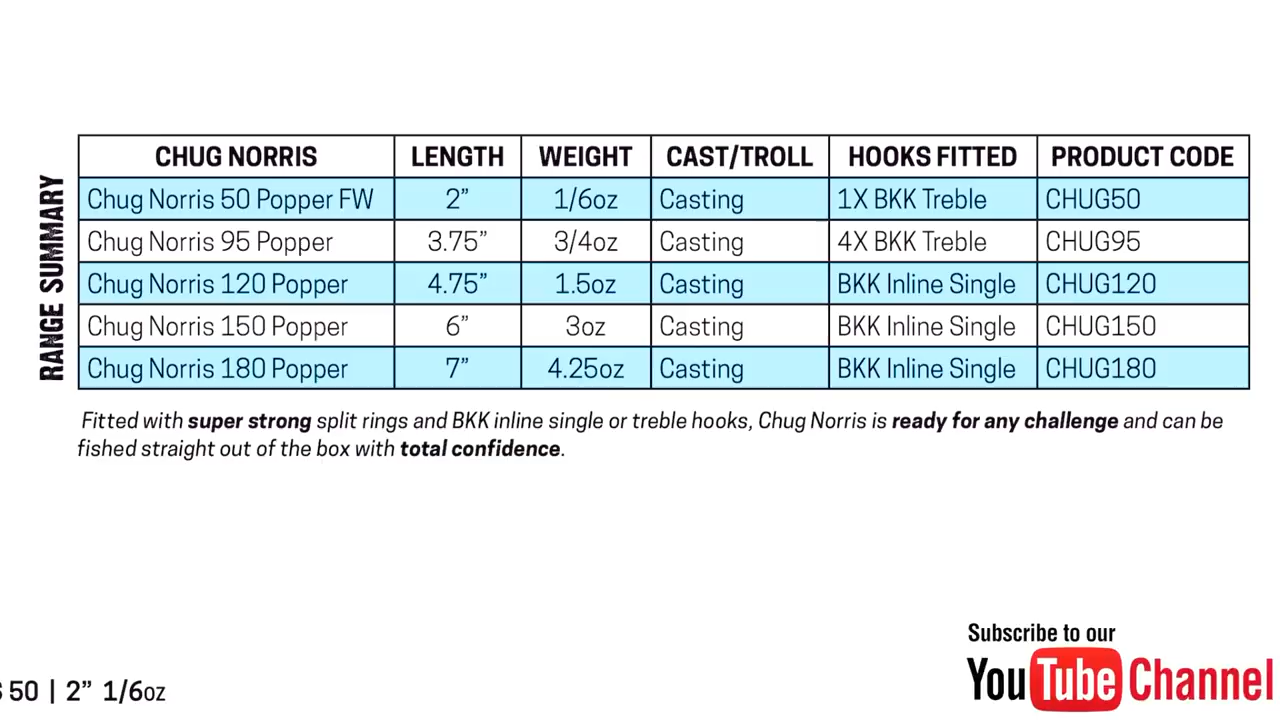 RANGE SUMMARY
CHUG NORRIS LENGTH WEIGHT CAST/TROLL HOOKS FITTED PRODUCT CODE
Chug Norris 50 Popper FW 2” 1/6oz Casting 1X BKK Treble CHUG50
Chug Norris 95 Popper 3.75” 3/4oz Casting 4X BKK Treble CHUG95
Chug Norris 120 Popper 4.75” 1.5oz Casting BKK Inline Single CHUG120
Chug Norris 150 Popper 6” 3oz Casting BKK Inline Single CHUG150
Chug Norris 180 Popper 7” 4.25oz Casting BKK Inline Single CHUG180
Fitted with super strong split rings and BKK inline single or treble hooks, Chug Norris is ready for any challenge and can be
fished straight out of the box with total confidence.
Subscribe to our
YouTube Channel
50 | 2” 1/6oz